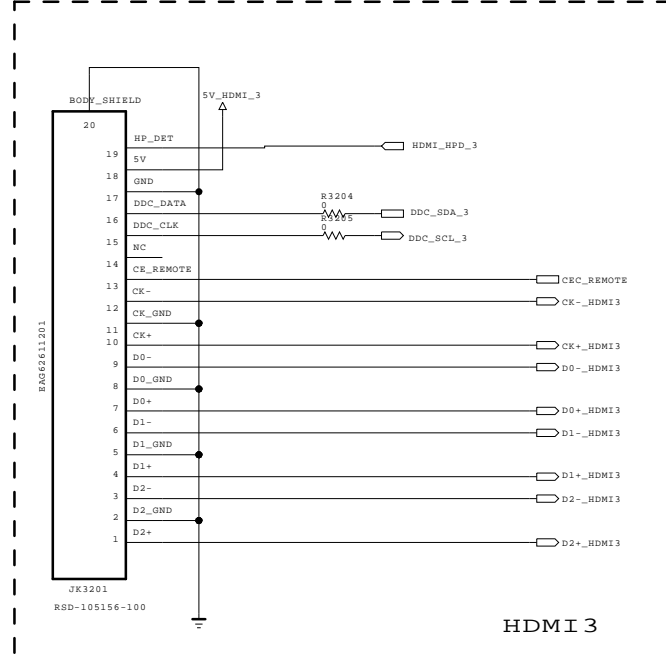 BODY_SHIELD
5V_HDMI_3
20
HP_DET
19
HDMI_HPD_3
5V
18
GND
17
R3204
0
DDC_DATA
16
DDC_SDA_3
R3205
0
DDC_CLK
15
DDC_SCL_3
NC
14
CE_REMOTE
13
CEC_REMOTE
CK-
12
CK-_HDMI3
CK_GND
11
CK+
10
CK+_HDMI3
D0-
9
D0-_HDMI3
D0_GND
8
D0+
7
D0+_HDMI3
D1-
6
D1-_HDMI3
D1_GND
5
D1+
4
D1+_HDMI3
D2-
3
D2-_HDMI3
D2_GND
2
D2+
1
D2+_HDMI3
EAG62611201
JK3201
RSD-105156-100
HDMI3